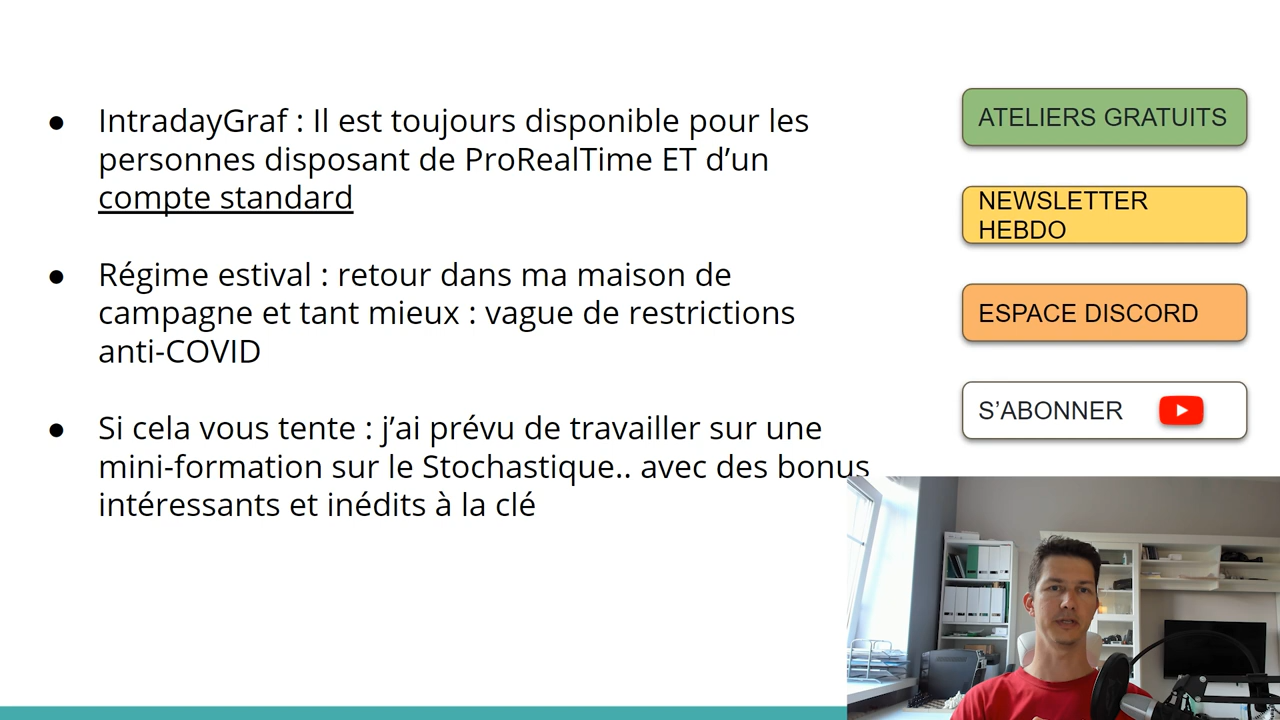 ● IntradayGraf : Il est toujours disponible pour les
personnes disposant de ProRealTime ET d’un
compte standard
● Régime estival : retour dans ma maison de
campagne et tant mieux : vague de restrictions
anti-COVID
● Si cela vous tente : j’ai prévu de travailler sur une
mini-formation sur le Stochastique.. avec des bonus
intéressants et inédits à la clé
ATELIERS GRATUITS
NEWSLETTER
HEBDO
ESPACE DISCORD
S’ABONNER